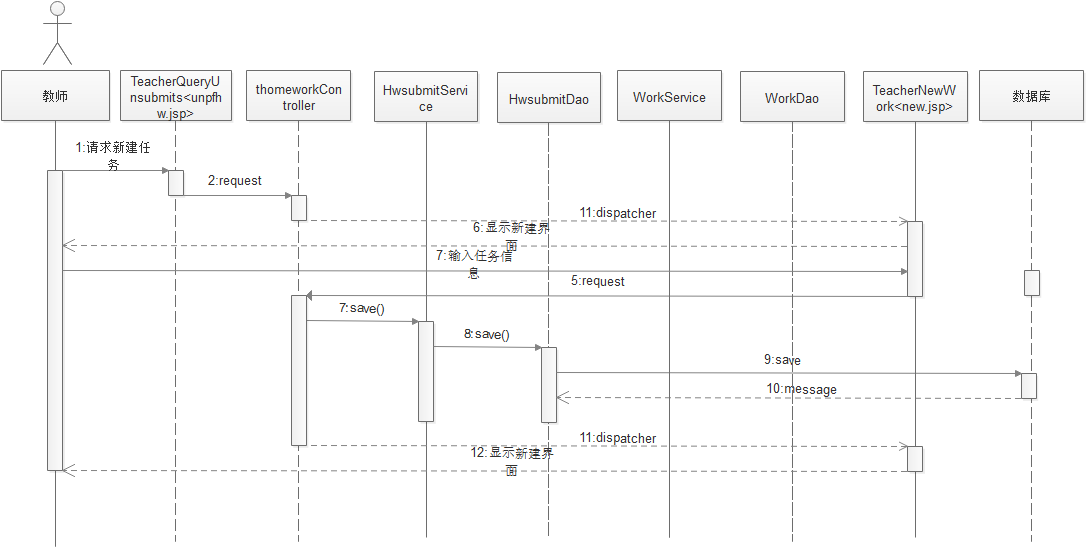 教师
TeacherQueryU
nsubmits<unpfh
w.jsp>
thomeworkCon
troller
HwsubmitServi
ce
HwsubmitDao
WorkService
WorkDao
TeacherNewW
ork<new.jsp>
数据库
1:请求新建任
务
2:request
11:dispatcher
6:显示新建界
面
7:输入任务信
息
5:request
7:save()
8:save()
9:save
10:message
11:dispatcher
12:显示新建界
面